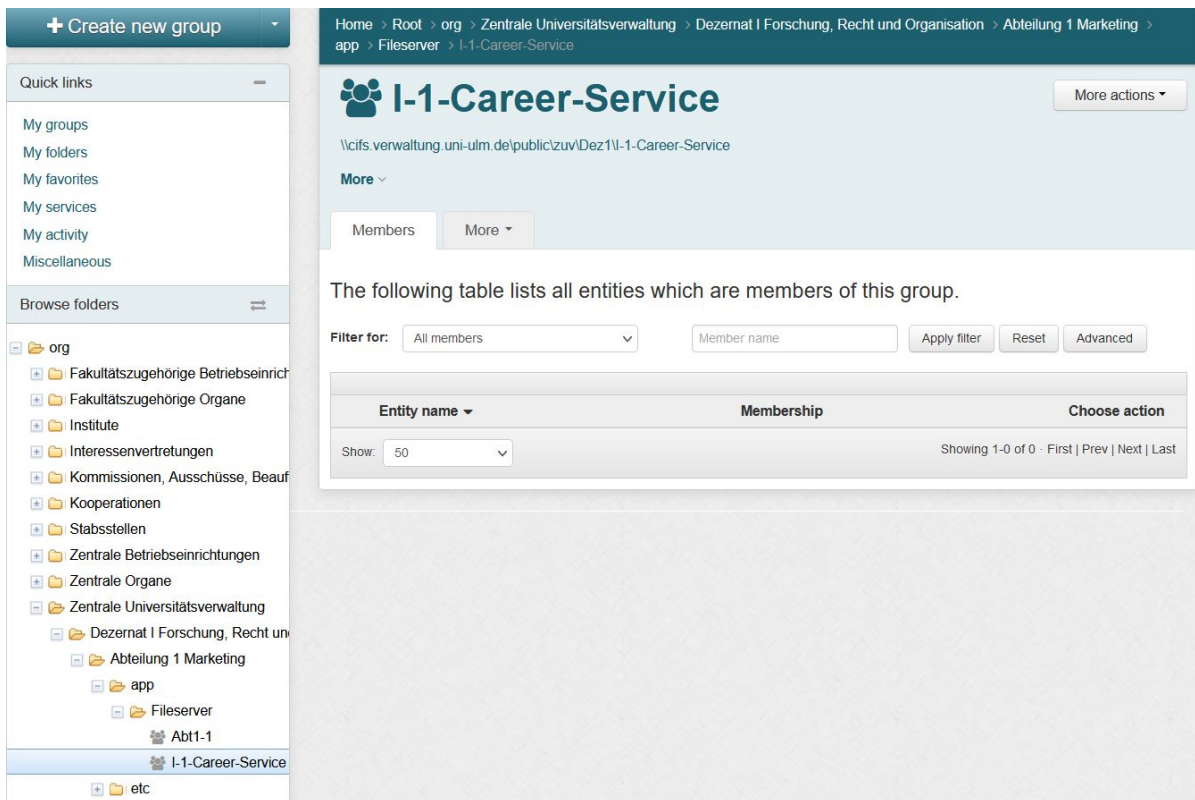 Create new group
Quick links
My groups
My folders
My favorites
My services
My activity
Miscellaneous
Browse folders
org
Fakultätszugehörige Betriebseinrich
Fakultätszugehörige Organe
Institute
Interessenvertretungen
Kommissionen, Ausschüsse, Beauf
Kooperationen
Stabsstellen
Zentrale Betriebseinrichtungen
Zentrale Organe
Zentrale Universitätsverwaltung
Dezernat I Forschung, Recht un
Abteilung 1 Marketing
app
Fileserver
Abt1-1
I-1-Career-Service
etc
Home > Root > org > Zentrale Universitätsverwaltung > Dezernat I Forschung, Recht und Organisation > Abteilung 1 Marketing >
app > Fileserver > I-1-Career-Service
I-1-Career-Service
More actions
\\cifs.verwaltung.uni-ulm.de\public\zuv\Dez1\I-1-Career-Service
More
Members More
The following table lists all entities which are members of this group.
Filter for: All members Member name Apply filter Reset Advanced
Entity name Membership Choose action
Show: 50 Showing 1-0 of 0 · First | Prev | Next | Last